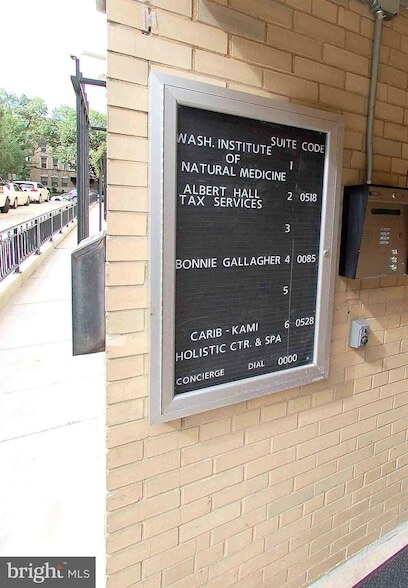 WASH. INSTITUTE SUITE CODE
OF 1
NATURAL MEDICINE
ALBERT HALL 2 0518
TAX SERVICES
3
BONNIE GALLAGHER 4 0085
5
CARIB - KAMI 6 0528
HOLISTIC CTR. & SPA
CONCIERGE DIAL 0000
bright MLS